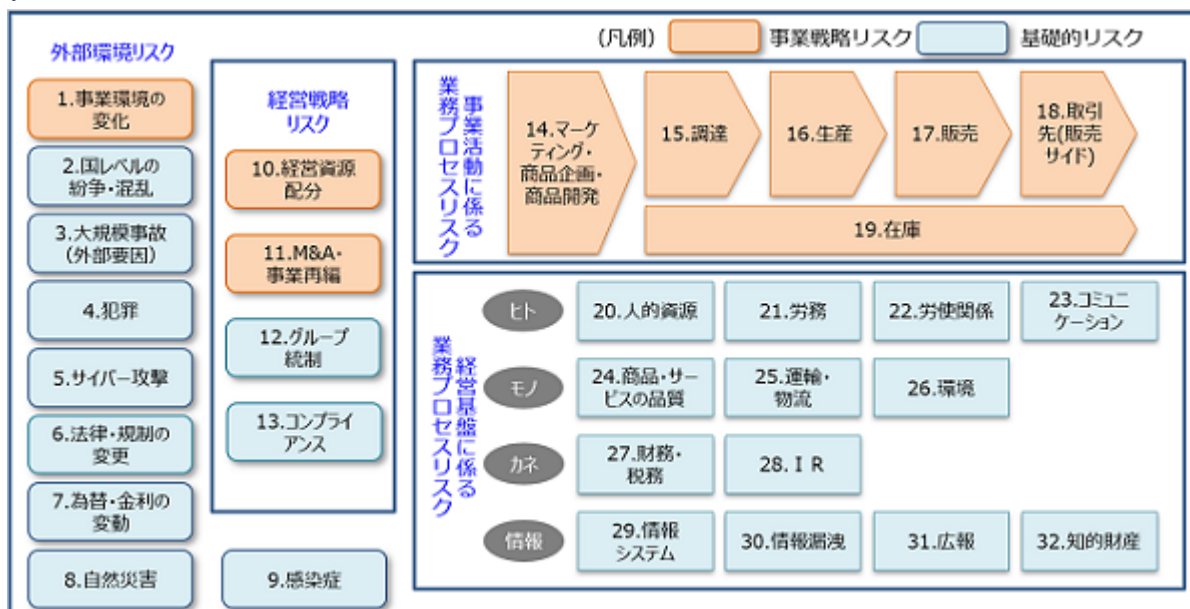 (凡例)
事業戦略リスク
基礎的リスク
外部環境リスク
1.事業環境の
変化
2.国レベルの
紛争・混乱
3.大規模事故
(外部要因)
4.犯罪
5.サイバー攻撃
6.法律・規制の
変更
7.為替・金利の
変動
8.自然災害
9.感染症
経営戦略
リスク
10.経営資源
配分
11.M&A・
事業再編
12.グループ
統制
13.コンプライ
アンス
事業活動に係る
業務プロセスリスク
14.マーケ
ティング・
商品企画・
商品開発
15.調達
16.生産
17.販売
18.取引
先(販売
サイド)
19.在庫
経営基盤に係る
業務プロセスリスク
ヒト
20.人的資源
21.労務
22.労使関係
23.コミュニ
ケーション
モノ
24.商品・サー
ビスの品質
25.運輸・
物流
26.環境
カネ
27.財務・
税務
28.IR
情報
29.情報
システム
30.情報漏洩
31.広報
32.知的財産